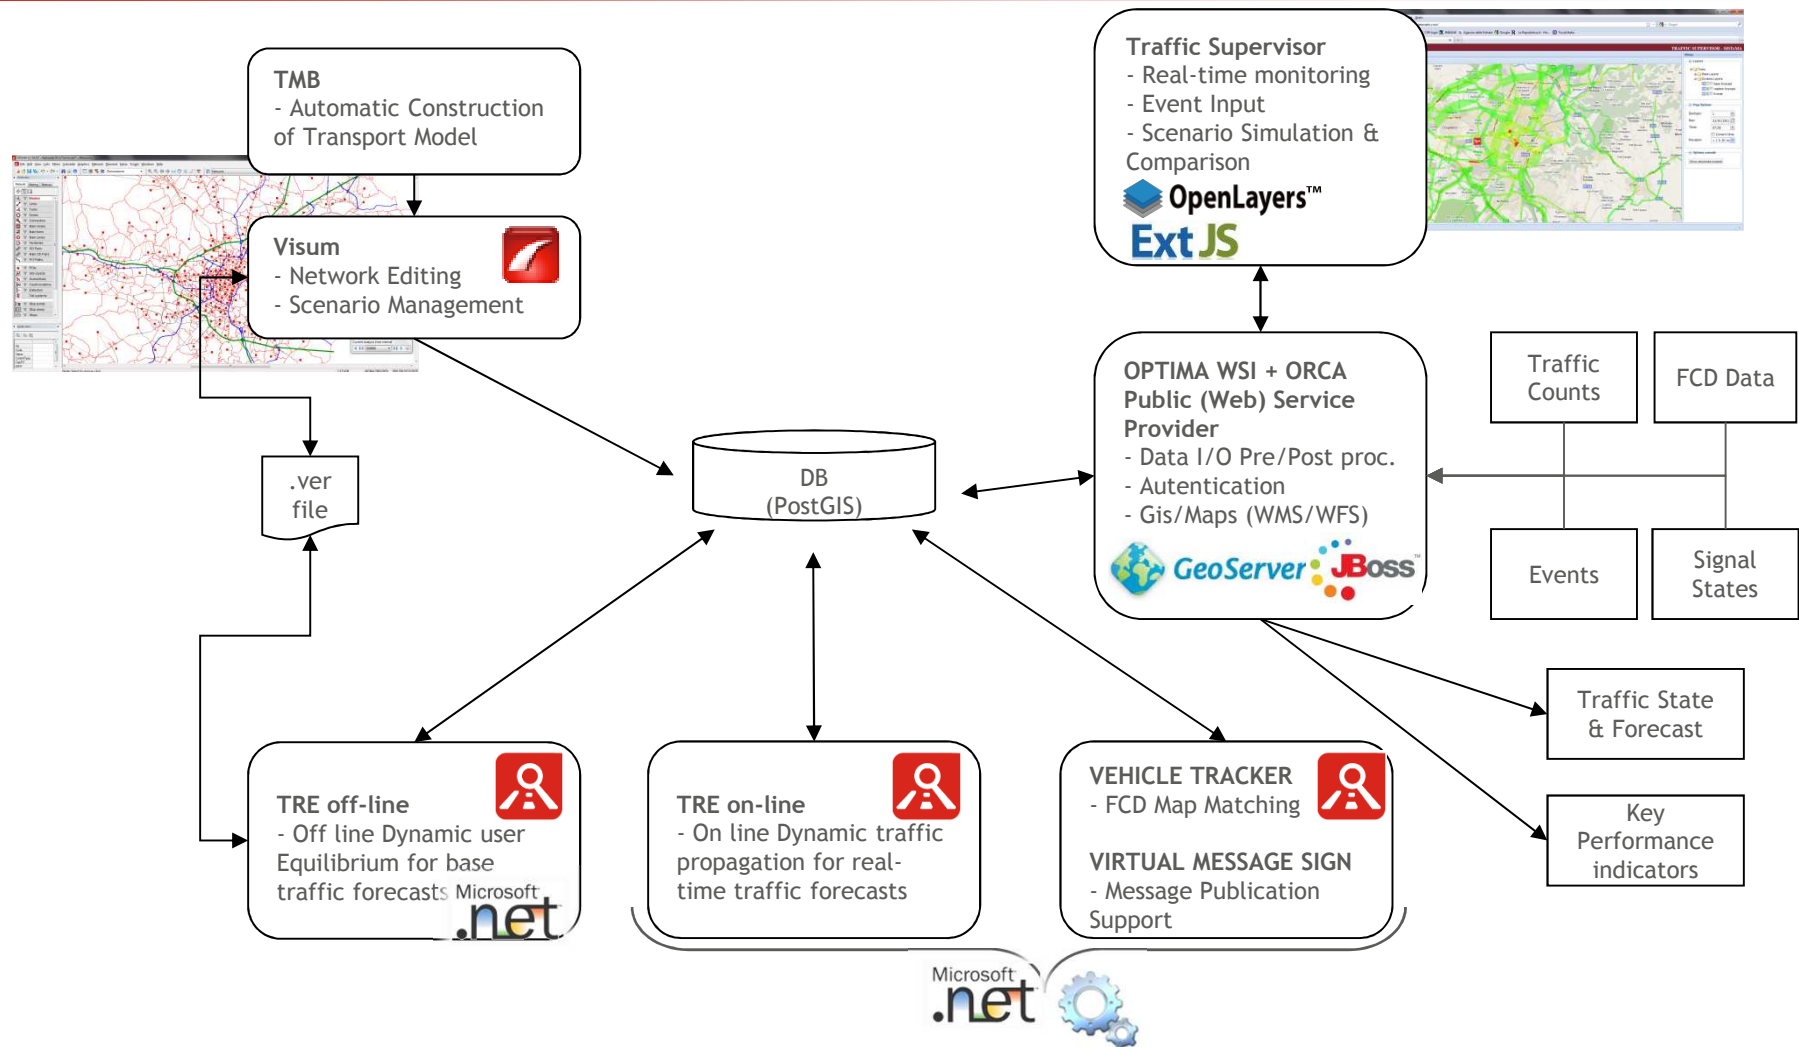 TMB
- Automatic Construction
of Transport Model
Visum
- Network Editing
- Scenario Management
.ver
file
DB
(PostGIS)
Traffic Supervisor
- Real-time monitoring
- Event Input
- Scenario Simulation &
Comparison
OpenLayers™
Ext JS
TRAFFIC SUPERVISOR - SISTeMA
OPTIMA WSI + ORCA
Public (Web) Service
Provider
- Data I/O Pre/Post proc.
- Autentication
- Gis/Maps (WMS/WFS)
GeoServer
JBoss™
Traffic
Counts
FCD Data
Events
Signal
States
Traffic State
& Forecast
Key
Performance
indicators
TRE off-line
- Off line Dynamic user
Equilibrium for base
traffic forecasts
Microsoft
.net
TRE on-line
- On line Dynamic traffic
propagation for real-
time traffic forecasts
VEHICLE TRACKER
- FCD Map Matching
VIRTUAL MESSAGE SIGN
- Message Publication
Support
Microsoft
.net